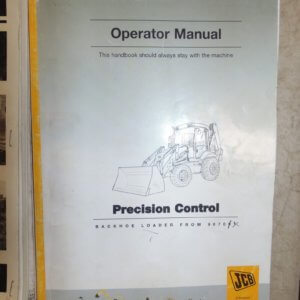 Operator Manual
This handbook should always stay with the machine
Precision Control
BACKHOE LOADER FROM
JCB